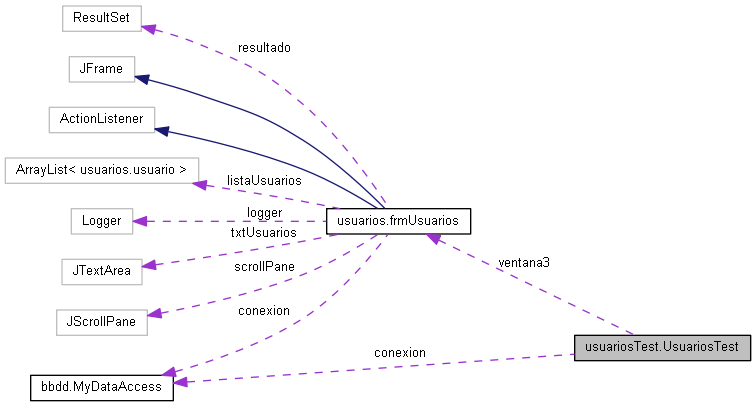 ResultSet
resultado
JFrame
ActionListener
ArrayList< usuarios.usuario >
listaUsuarios
Logger
logger
usuarios.frmUsuarios
txtUsuarios
JTextArea
scrollPane
ventana3
conexion
JScrollPane
usuariosTest.UsuariosTest
conexion
bbdd.MyDataAccess